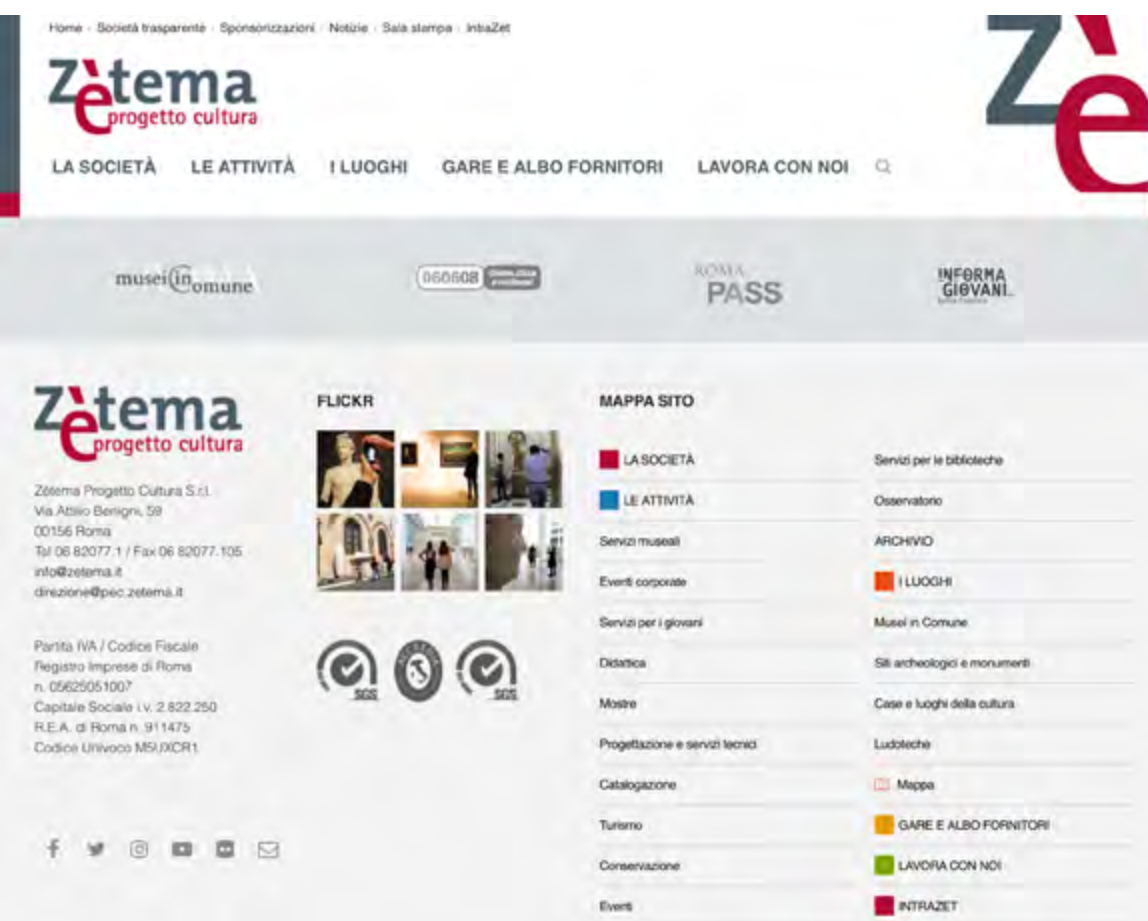 Home · Società trasparente · Sponsorizzazioni · Notizie · Sala stampa · IntraZet
Zètema
progetto cultura
Zè
LA SOCIETÀ LE ATTIVITÀ I LUOGHI GARE E ALBO FORNITORI LAVORA CON NOI
musei in comune
060608
ROMA
PASS
INFORMA
GIOVANI
Zètema
progetto cultura
Zètema Progetto Cultura S.r.l.
Via Attilio Benigni, 59
00156 Roma
Tel 06 82077.1 / Fax 06 82077.105
info@zetema.it
direzione@pec.zetema.it
Partita IVA / Codice Fiscale
Registro Imprese di Roma
n. 05625051007
Capitale Sociale i.v. 2.822.250
R.E.A. di Roma n. 911475
Codice Univoco M5UXCR1
FLICKR
SGS
SGS
MAPPA SITO
LA SOCIETÀ
LE ATTIVITÀ
Servizi museali
Eventi corporate
Servizi per i giovani
Didattica
Mostre
Progettazione e servizi tecnici
Catalogazione
Turismo
Conservazione
Eventi
Servizi per le biblioteche
Osservatorio
ARCHIVIO
I LUOGHI
Musei in Comune
Siti archeologici e monumenti
Case e luoghi della cultura
Ludoteche
Mappa
GARE E ALBO FORNITORI
LAVORA CON NOI
INTRAZET